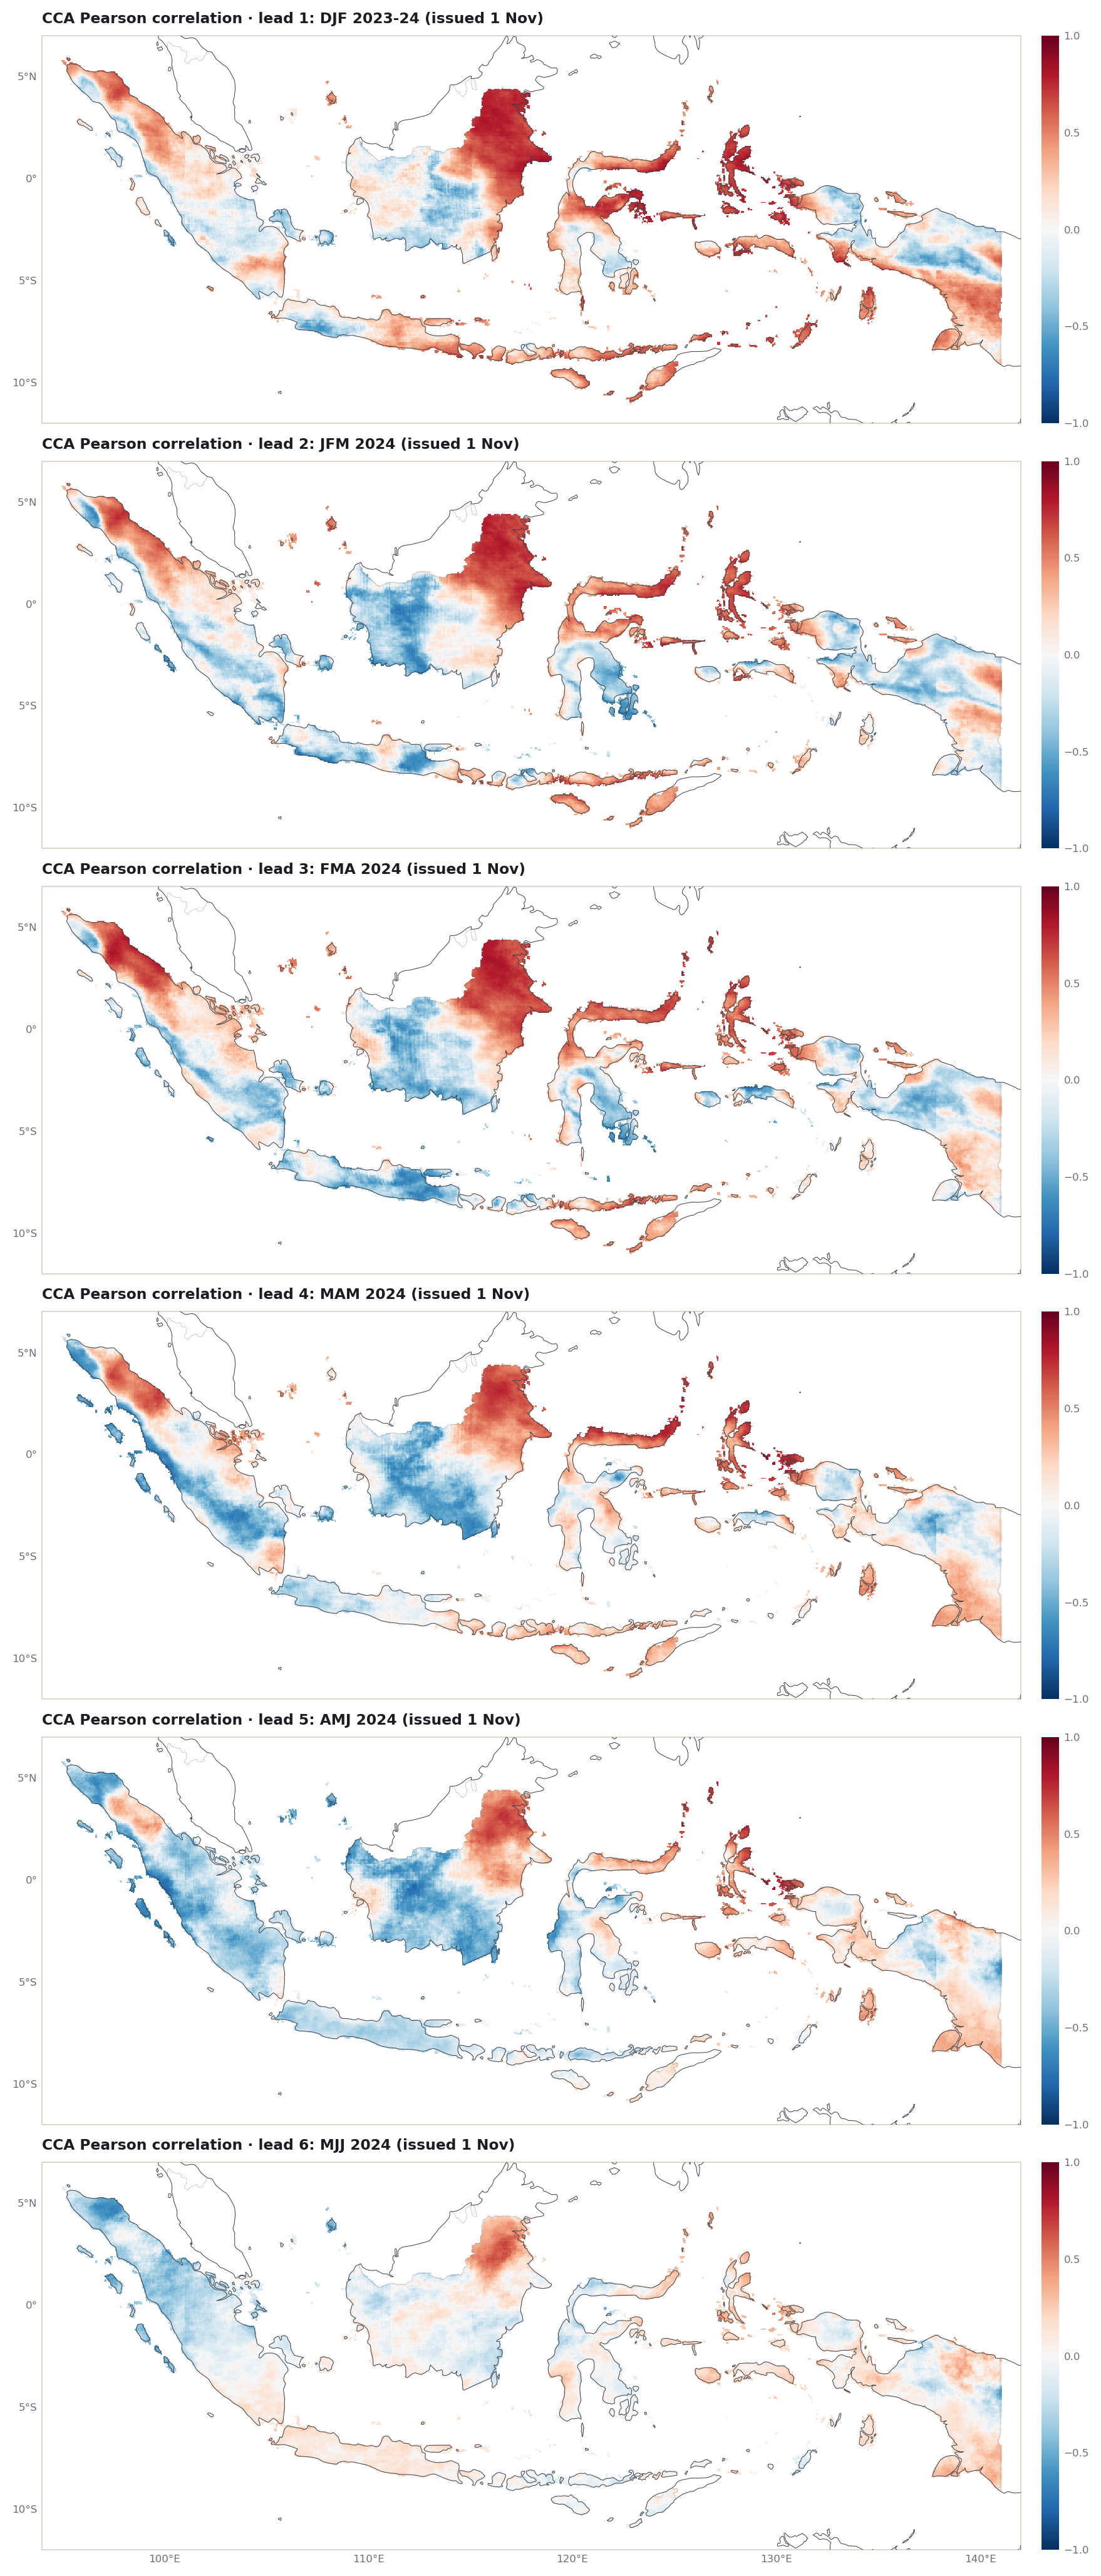 CCA Pearson correlation · lead 1: DJF 2023-24 (issued 1 Nov)
5°N
0°
5°S
10°S
1.0
0.5
0.0
−0.5
−1.0
CCA Pearson correlation · lead 2: JFM 2024 (issued 1 Nov)
5°N
0°
5°S
10°S
1.0
0.5
0.0
−0.5
−1.0
CCA Pearson correlation · lead 3: FMA 2024 (issued 1 Nov)
5°N
0°
5°S
10°S
1.0
0.5
0.0
−0.5
−1.0
CCA Pearson correlation · lead 4: MAM 2024 (issued 1 Nov)
5°N
0°
5°S
10°S
1.0
0.5
0.0
−0.5
−1.0
CCA Pearson correlation · lead 5: AMJ 2024 (issued 1 Nov)
5°N
0°
5°S
10°S
1.0
0.5
0.0
−0.5
−1.0
CCA Pearson correlation · lead 6: MJJ 2024 (issued 1 Nov)
5°N
0°
5°S
10°S
1.0
0.5
0.0
−0.5
−1.0
100°E 110°E 120°E 130°E 140°E